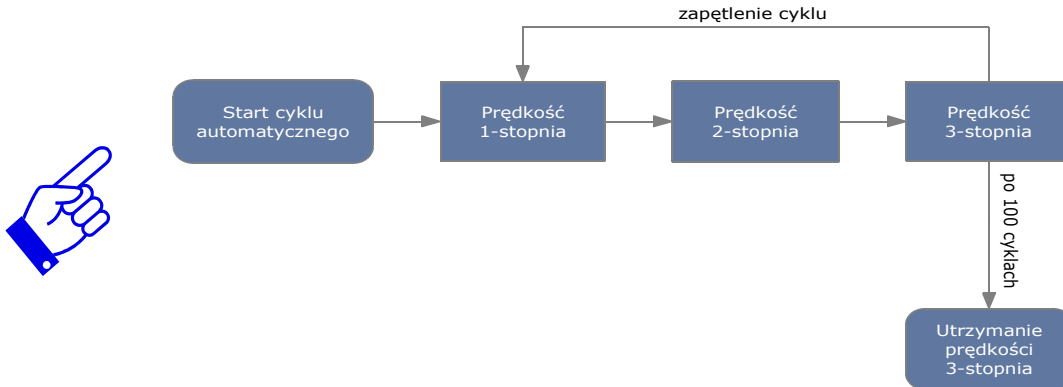 zapętlenie cyklu
Start cyklu
automatycznego
Prędkość
1-stopnia
Prędkość
2-stopnia
Prędkość
3-stopnia
po 100 cyklach
Utrzymanie
prędkości
3-stopnia